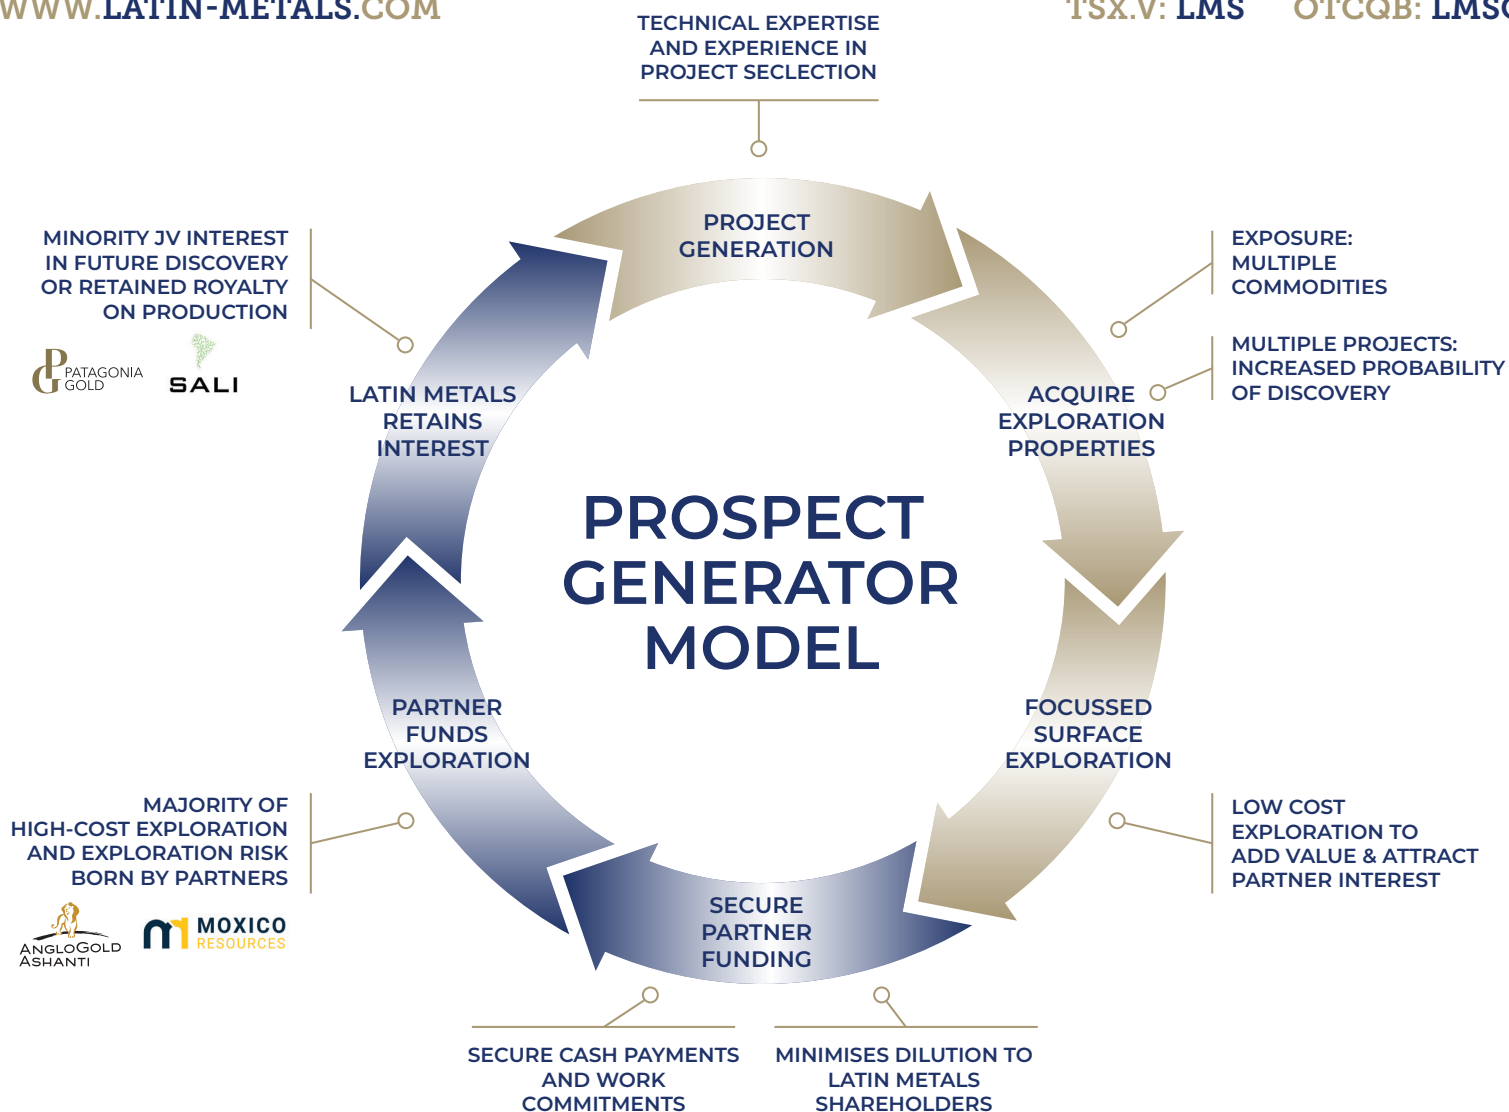 WWW.LATIN-METALS.COM
TSX.V: LMS OTCQB:
TECHNICAL EXPERTISE
AND EXPERIENCE IN
PROJECT SECLECTION
PROJECT
GENERATION
EXPOSURE:
MULTIPLE
COMMODITIES
MULTIPLE PROJECTS:
INCREASED PROBABILITY
OF DISCOVERY
ACQUIRE
EXPLORATION
PROPERTIES
FOCUSSED
SURFACE
EXPLORATION
LOW COST
EXPLORATION TO
ADD VALUE & ATTRACT
PARTNER INTEREST
SECURE
PARTNER
FUNDING
MINIMISES DILUTION TO
LATIN METALS
SHAREHOLDERS
SECURE CASH PAYMENTS
AND WORK
COMMITMENTS
PARTNER
FUNDS
EXPLORATION
MAJORITY OF
HIGH-COST EXPLORATION
AND EXPLORATION RISK
BORN BY PARTNERS
ANGLOGOLD
ASHANTI
MOXICO
RESOURCES
LATIN METALS
RETAINS
INTEREST
MINORITY JV INTEREST
IN FUTURE DISCOVERY
OR RETAINED ROYALTY
ON PRODUCTION
PATAGONIA
GOLD
SALI
PROSPECT
GENERATOR
MODEL